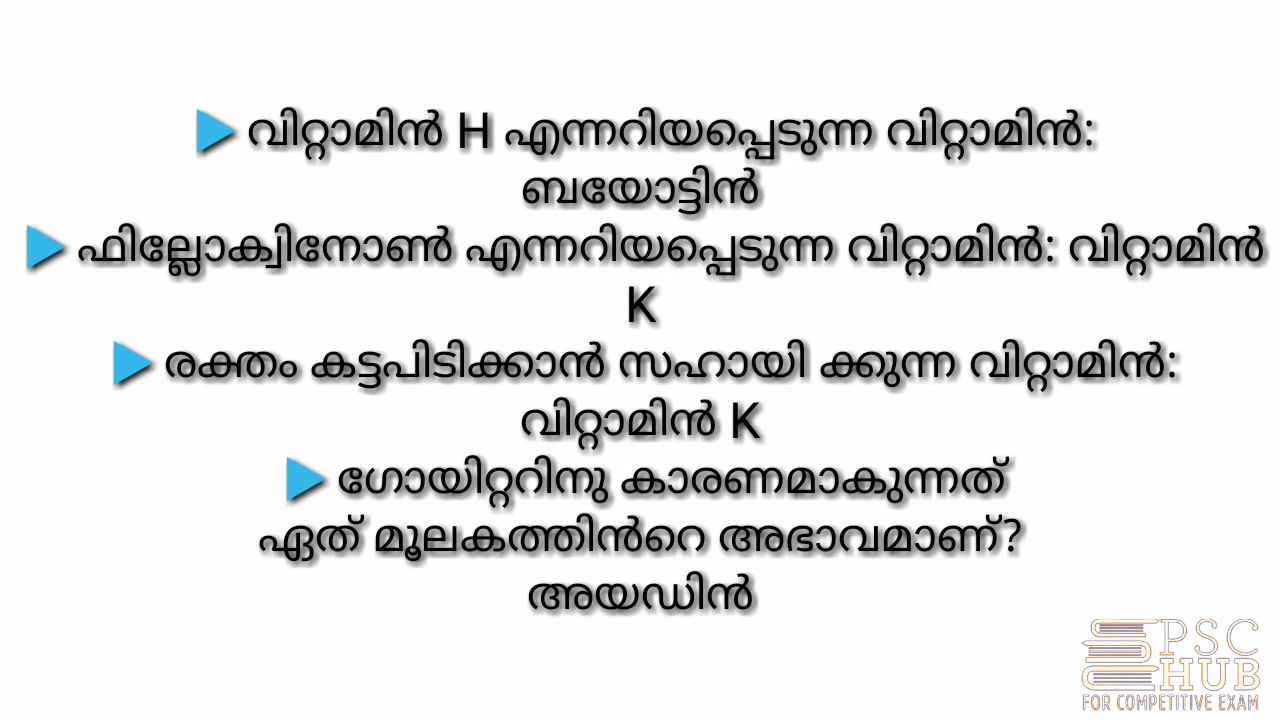 ▶ വിറ്റാമിൻ H എന്നറിയപ്പെടുന്ന വിറ്റാമിൻ:
ബയോട്ടിൻ
▶ ഫില്ലോക്വിനോൺ എന്നറിയപ്പെടുന്ന വിറ്റാമിൻ: വിറ്റാമിൻ
K
▶ രക്തം കട്ടപിടിക്കാൻ സഹായി ക്കുന്ന വിറ്റാമിൻ:
വിറ്റാമിൻ K
▶ ഗോയിറ്ററിനു കാരണമാകുന്നത്
ഏത് മൂലകത്തിൻറെ അഭാവമാണ്?
അയഡിൻ
PSC
HUB
FOR COMPETITIVE EXAM